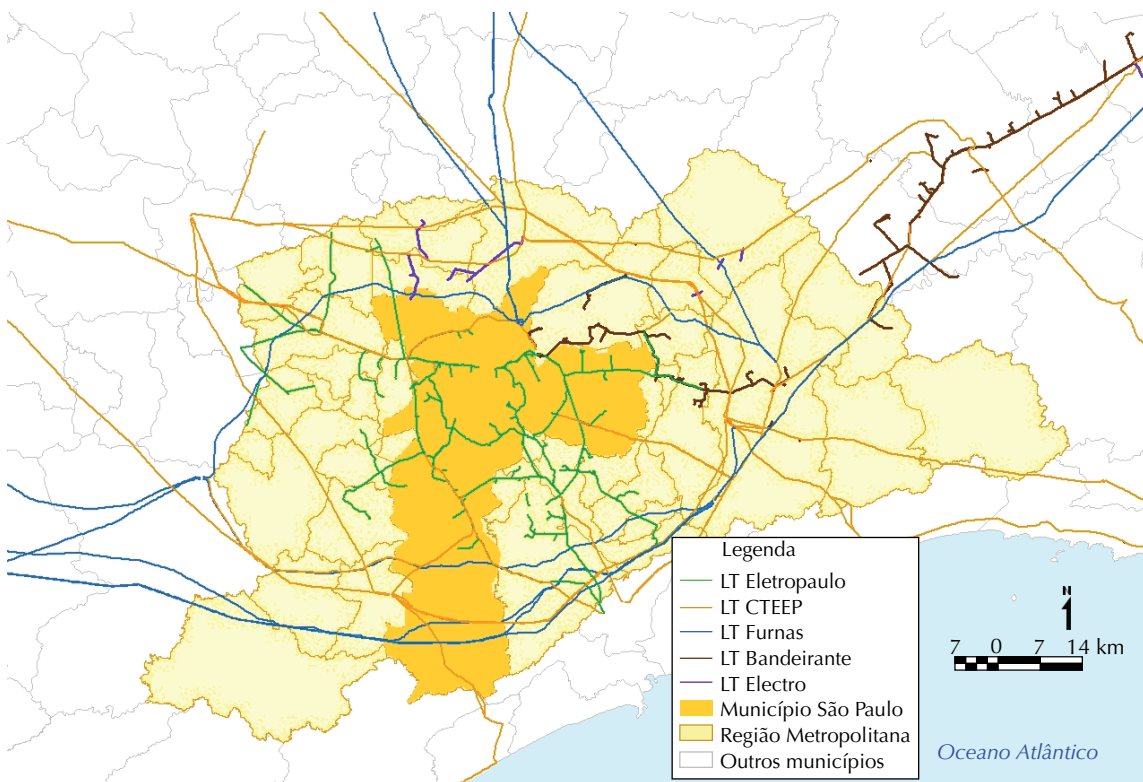 Legenda
LT Eletropaulo
LT CTEEP
LT Furnas
LT Bandeirante
LT Electro
Município São Paulo
Região Metropolitana
Outros municípios
N
7 0 7 14 km
Oceano Atlântico